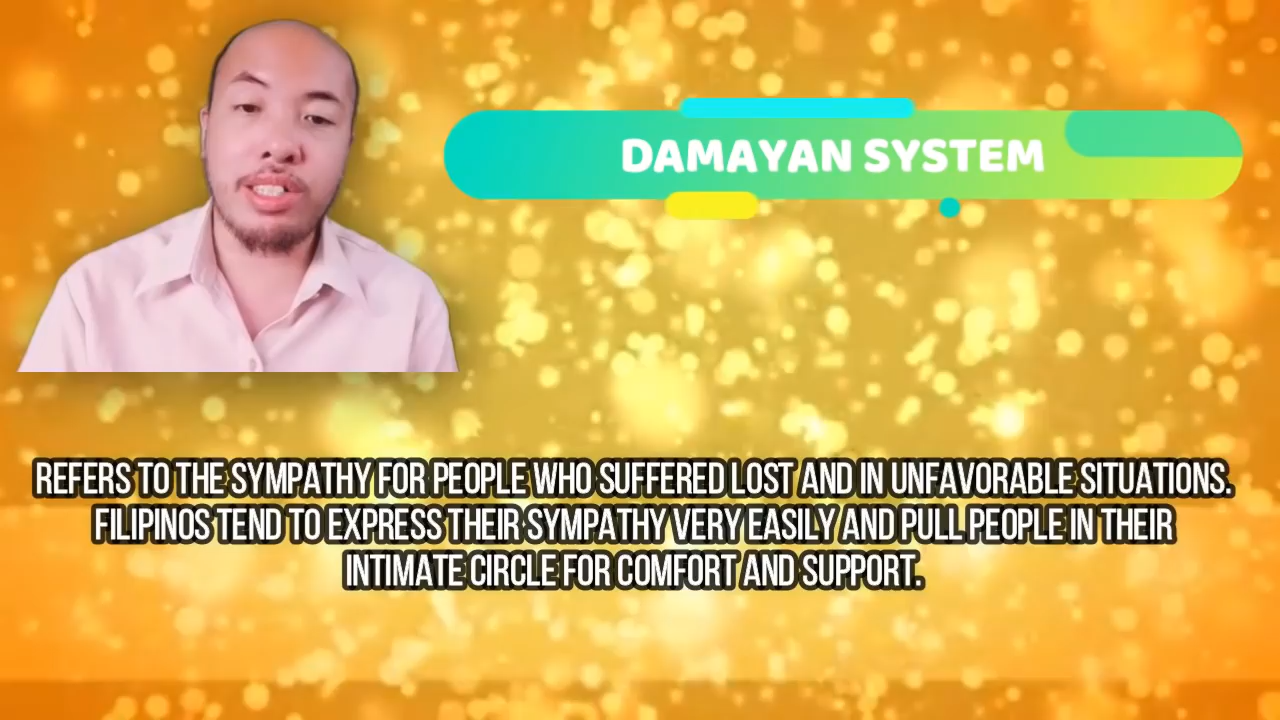 DAMAYAN SYSTEM
REFERS TO THE SYMPATHY FOR PEOPLE WHO SUFFERED LOST AND IN UNFAVORABLE SITUATIONS.
FILIPINOS TEND TO EXPRESS THEIR SYMPATHY VERY EASILY AND PULL PEOPLE IN THEIR
INTIMATE CIRCLE FOR COMFORT AND SUPPORT.